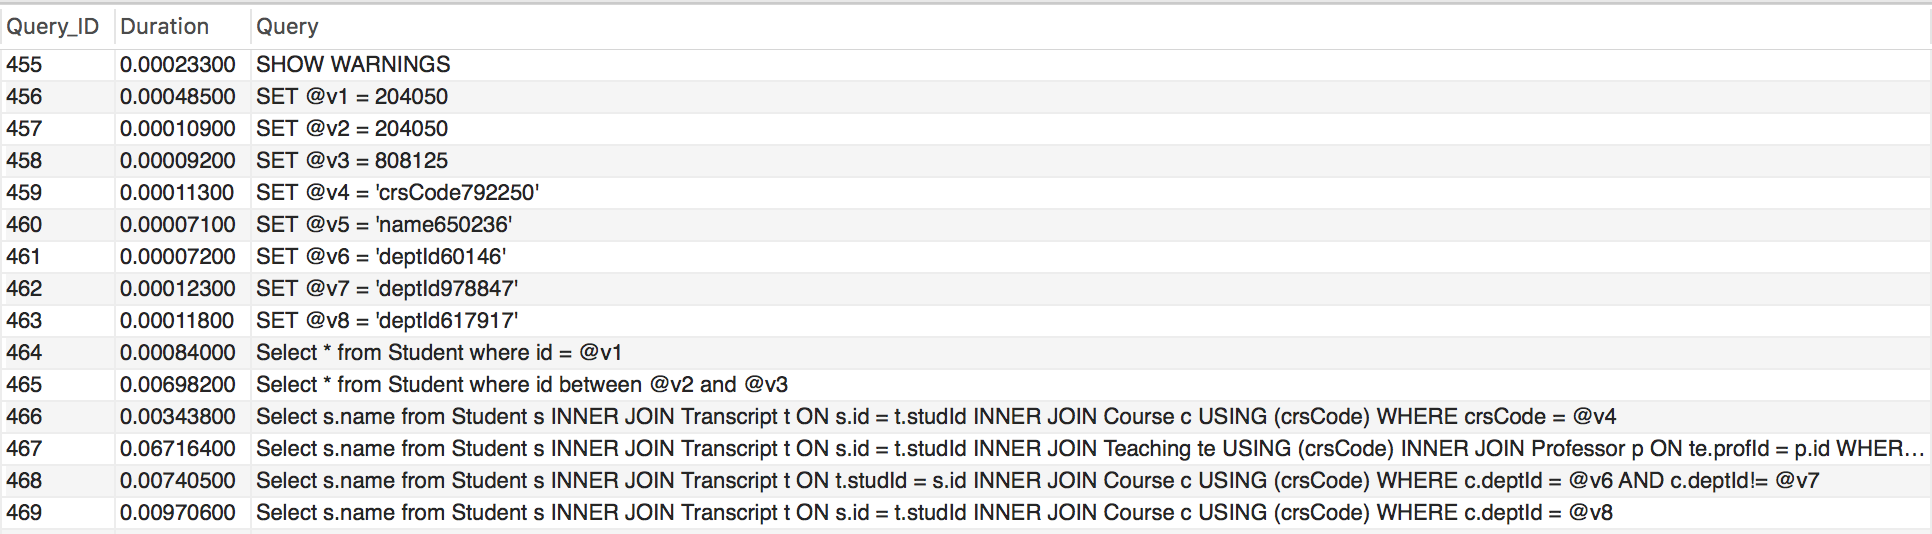 Query_ID Duration Query
455 0.00023300 SHOW WARNINGS
456 0.00048500 SET @v1 = 204050
457 0.00010900 SET @v2 = 204050
458 0.00009200 SET @v3 = 808125
459 0.00011300 SET @v4 = 'crsCode792250'
460 0.00007100 SET @v5 = 'name650236'
461 0.00007200 SET @v6 = 'deptId60146'
462 0.00012300 SET @v7 = 'deptId978847'
463 0.00011800 SET @v8 = 'deptId617917'
464 0.00084000 Select * from Student where id = @v1
465 0.00698200 Select * from Student where id between @v2 and @v3
466 0.00343800 Select s.name from Student s INNER JOIN Transcript t ON s.id = t.studId INNER JOIN Course c USING (crsCode) WHERE crsCode = @v4
467 0.06716400 Select s.name from Student s INNER JOIN Transcript t ON s.id = t.studId INNER JOIN Teaching te USING (crsCode) INNER JOIN Professor p ON te.profId = p.id WHER...
468 0.00740500 Select s.name from Student s INNER JOIN Transcript t ON t.studId = s.id INNER JOIN Course c USING (crsCode) WHERE c.deptId = @v6 AND c.deptId!= @v7
469 0.00970600 Select s.name from Student s INNER JOIN Transcript t ON s.id = t.studId INNER JOIN Course c USING (crsCode) WHERE c.deptId = @v8